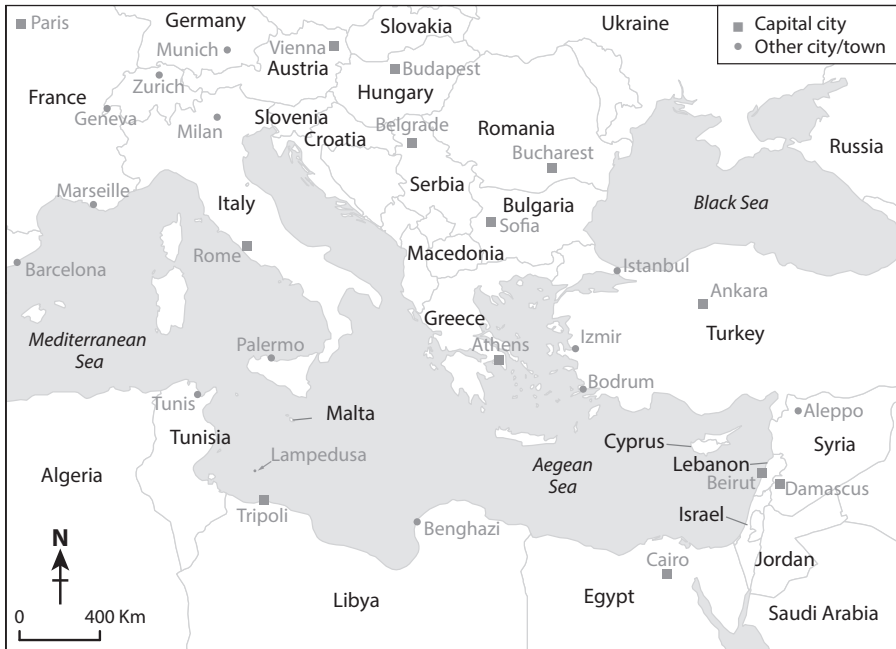 Paris
Germany
Slovakia
Ukraine
Capital city
Other city/town
Munich
Vienna
Austria
Budapest
Zurich
France
Geneva
Hungary
Milan
Slovenia
Croatia
Belgrade
Romania
Bucharest
Russia
Marseille
Italy
Serbia
Bulgaria
Sofia
Black Sea
Rome
Macedonia
Barcelona
Istanbul
Ankara
Greece
Mediterranean
Sea
Palermo
Athens
Izmir
Turkey
Bodrum
Tunis
Malta
Aleppo
Tunisia
Cyprus
Syria
Lampedusa
Aegean
Sea
Lebanon
Beirut
Algeria
Damascus
Tripoli
Benghazi
Israel
N
Cairo
Jordan
0 400 Km
Libya
Egypt
Saudi Arabia